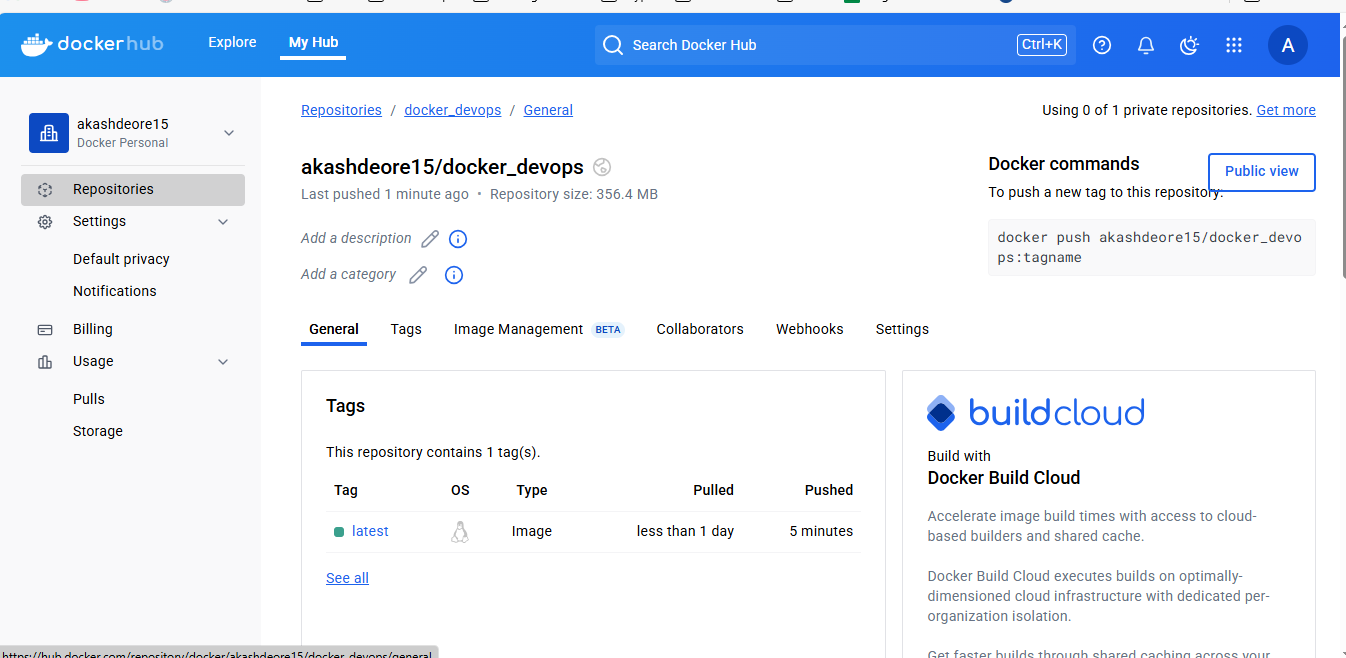 dockerhub
Explore
My Hub
Search Docker Hub
Ctrl+K
A
akashdeore15
Docker Personal
Repositories
Settings
Default privacy
Notifications
Billing
Usage
Pulls
Storage
Repositories / docker_devops / General
Using 0 of 1 private repositories. Get more
akashdeore15/docker_devops
Last pushed 1 minute ago • Repository size: 356.4 MB
Add a description
Add a category
Docker commands
Public view
To push a new tag to this repository:
docker push akashdeore15/docker_devo
ps:tagname
General
Tags
Image Management BETA
Collaborators
Webhooks
Settings
Tags
This repository contains 1 tag(s).
Tag OS Type Pulled Pushed
latest Image less than 1 day 5 minutes
See all
buildcloud
Build with
Docker Build Cloud
Accelerate image build times with access to cloud-
based builders and shared cache.
Docker Build Cloud executes builds on optimally-
dimensioned cloud infrastructure with dedicated per-
organization isolation.
Get faster builds through shared caching across your
https://hub.docker.com/repository/docker/akashdeore15/docker_devops/general